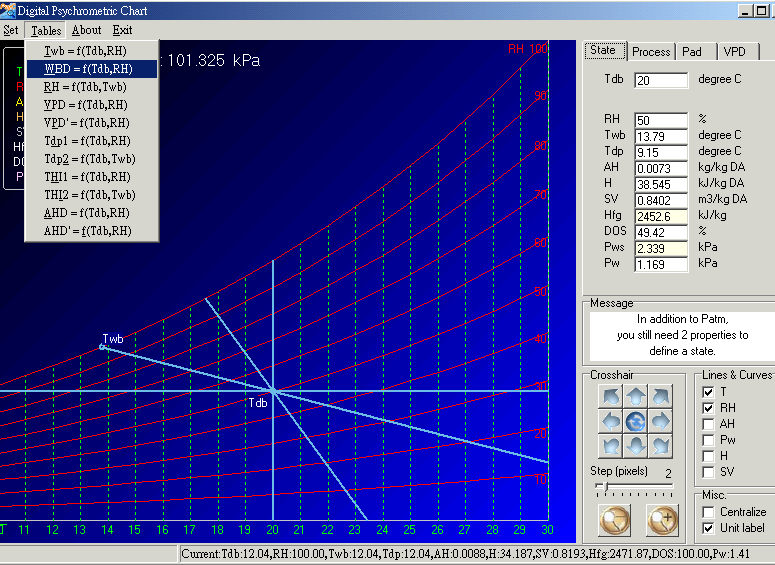 Digital Psychrometric Chart
Set Tables About Exit
Twb = f(Tdb,RH)
WBD = f(Tdb,RH)
RH = f(Tdb,Twb)
VPD = f(Tdb,RH)
VPD' = f(Tdb,RH)
Tdp1 = f(Tdb,RH)
Tdp2 = f(Tdb,Twb)
THI1 = f(Tdb,RH)
THI2 = f(Tdb,Twb)
AHD = f(Tdb,RH)
AHD' = f(Tdb,RH)
: 101.325 kPa
RH 100
90
80
70
60
50
40
30
20
10
Twb
Tdb
T 11 12 13 14 15 16 17 18 19 20 21 22 23 24 25 26 27 28 29 30
State Process Pad VPD
Tdb 20 degree C
RH 50 %
Twb 13.79 degree C
Tdp 9.15 degree C
AH 0.0073 kg/kg DA
H 38.545 kJ/kg DA
SV 0.8402 m3/kg DA
Hfg 2452.6 kJ/kg
DOS 49.42 %
Pws 2.339 kPa
Pw 1.169 kPa
Message
In addition to Patm,
you still need 2 properties to
define a state.
Crosshair
Step (pixels) 2
Lines & Curves
T
RH
AH
Pw
H
SV
Misc.
Centralize
Unit label
Current:Tdb:12.04,RH:100.00,Twb:12.04,Tdp:12.04,AH:0.0088,H:34.187,SV:0.8193,Hfg:2471.87,DOS:100.00,Pw:1.41